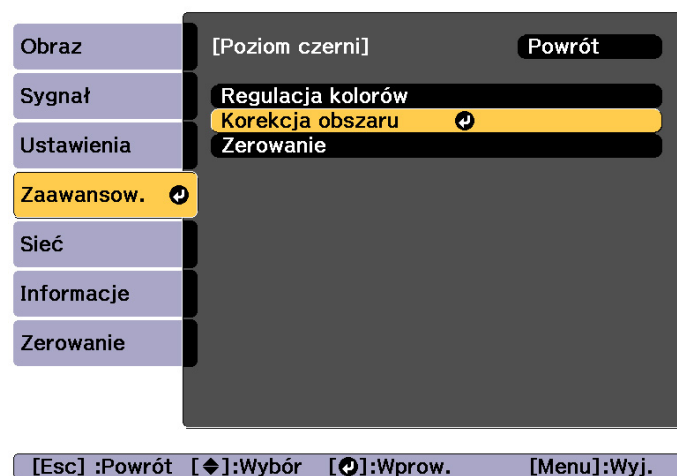 Obraz
Sygnał
Ustawienia
Zaawansow.
Sieć
Informacje
Zerowanie
[Poziom czerni] Powrót
Regulacja kolorów
Korekcja obszaru
Zerowanie
[Esc] :Powrót [◆]:Wybór [↵]:Wprow. [Menu]:Wyj.